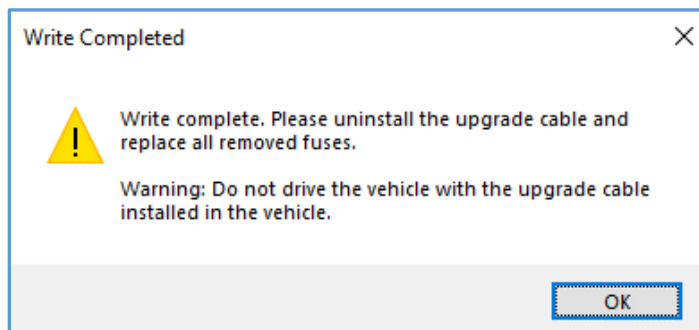 Write Completed
Write complete. Please uninstall the upgrade cable and
replace all removed fuses.
Warning: Do not drive the vehicle with the upgrade cable
installed in the vehicle.
OK